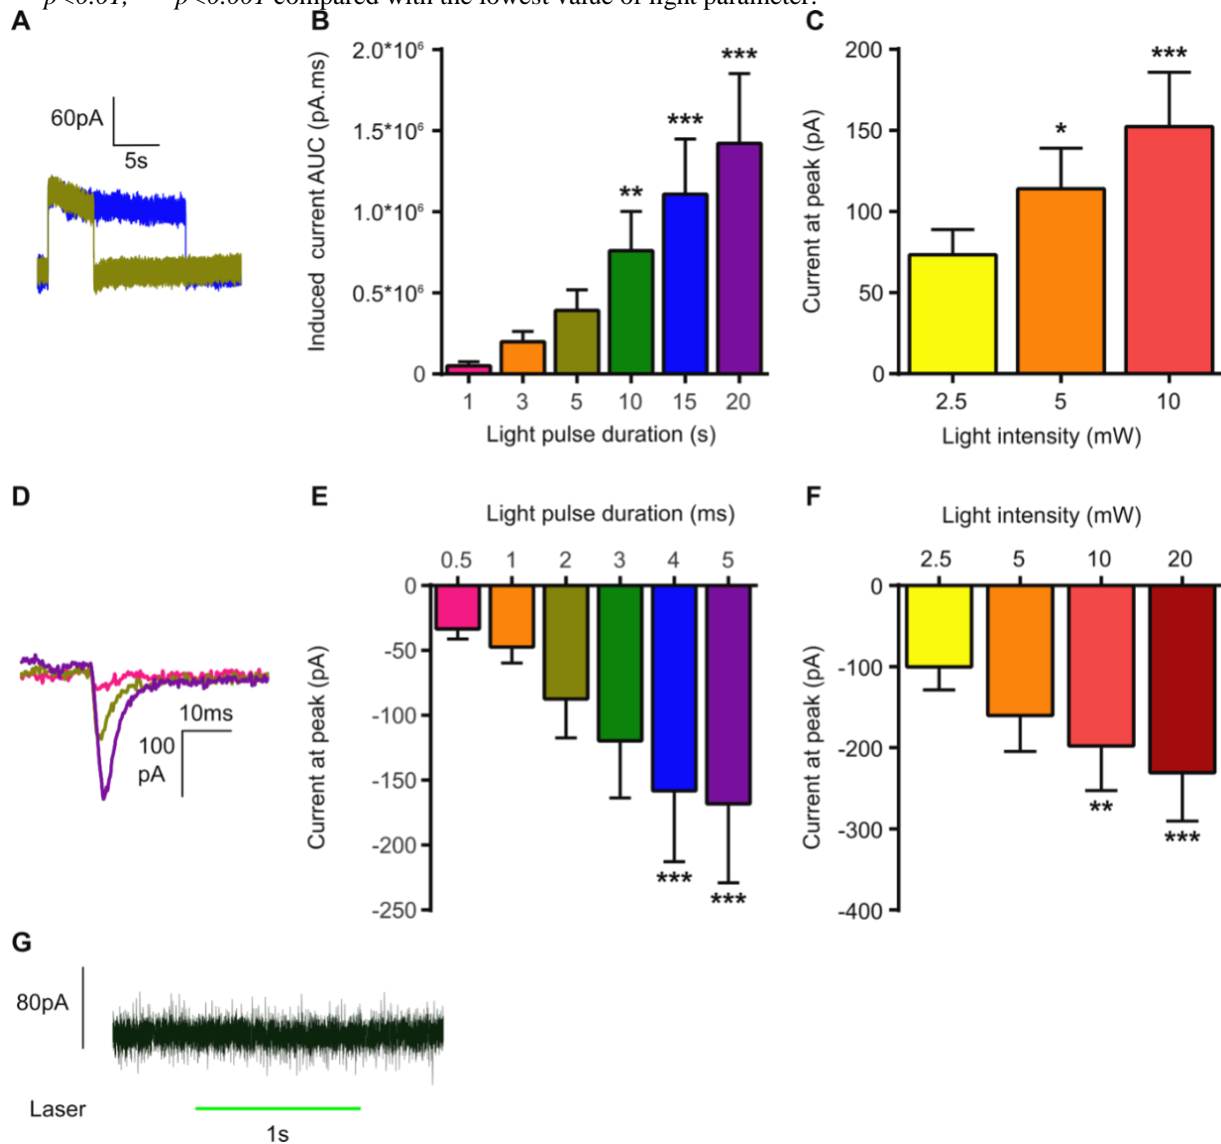 p<0.01, p<0.001 compared with the lowest value of light parameter.
A
60pA
5s
B
Induced current AUC (pA.ms)
2.0*10⁶
1.5*10⁶
1.0*10⁶
0.5*10⁶
0
**
***
***
1 3 5 10 15 20
Light pulse duration (s)
C
Current at peak (pA)
200
150
100
50
0
*
***
2.5 5 10
Light intensity (mW)
D
10ms
100
pA
E
Light pulse duration (ms)
0.5 1 2 3 4 5
Current at peak (pA)
0
-50
-100
-150
-200
-250
***
***
F
Light intensity (mW)
2.5 5 10 20
Current at peak (pA)
0
-100
-200
-300
-400
**
***
G
80pA
Laser
1s